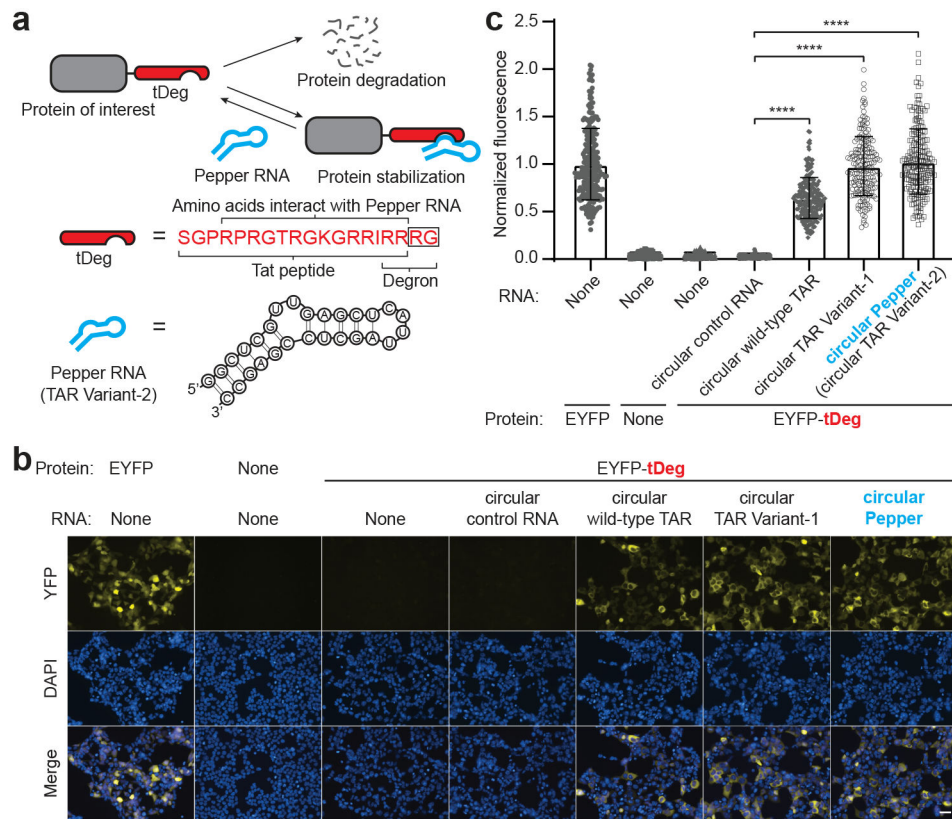 a
tDeg
Protein of interest
Protein degradation
Pepper RNA
Protein stabilization
Amino acids interact with Pepper RNA
tDeg
=
SGPRPRGTRGKGRRIRRRG
Tat peptide
Degron
=
Pepper RNA
(TAR Variant-2)
5'
GGCUCGUUGAGCUCAUUAGCUCCGAGCC
3'
c
Normalized fluorescence
2.5
2.0
1.5
1.0
0.5
0.0
****
****
****
RNA:
None
None
None
circular control RNA
circular wild-type TAR
circular TAR Variant-1
circular Pepper
(circular TAR Variant-2)
Protein:
EYFP
None
EYFP-tDeg
b
Protein:
EYFP
None
EYFP-tDeg
RNA:
None
None
None
circular
control RNA
circular
wild-type TAR
circular
TAR Variant-1
circular
Pepper
YFP
DAPI
Merge